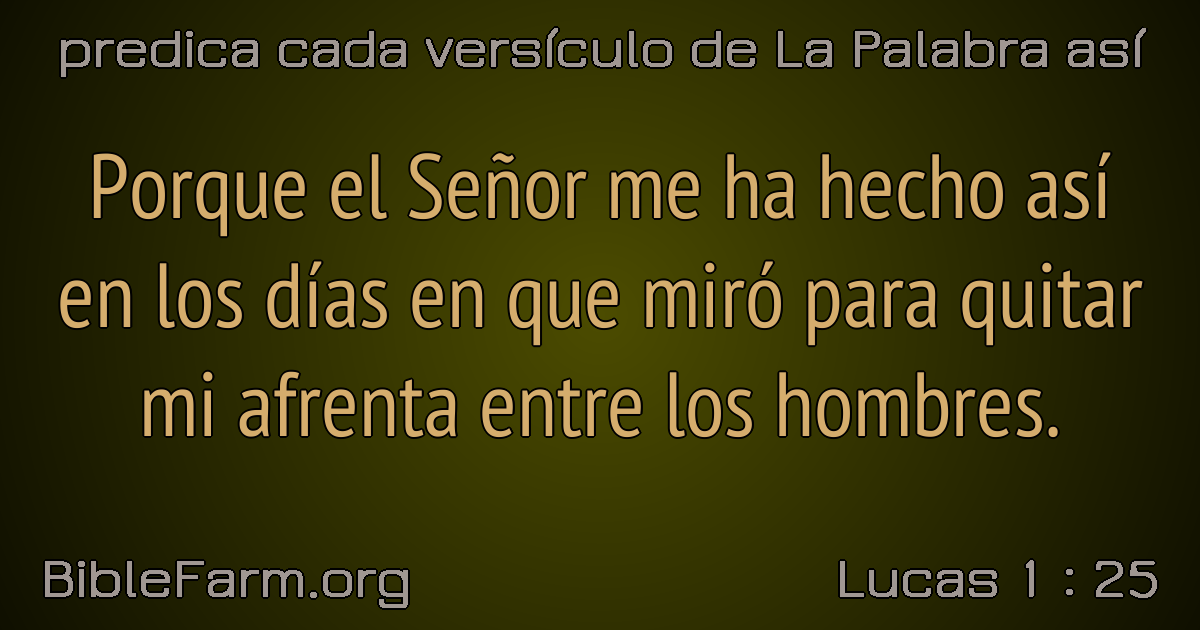 predica cada versículo de La Palabra así
Porque el Señor me ha hecho así
en los días en que miró para quitar
mi afrenta entre los hombres.
BibleFarm.org
Lucas 1 : 25